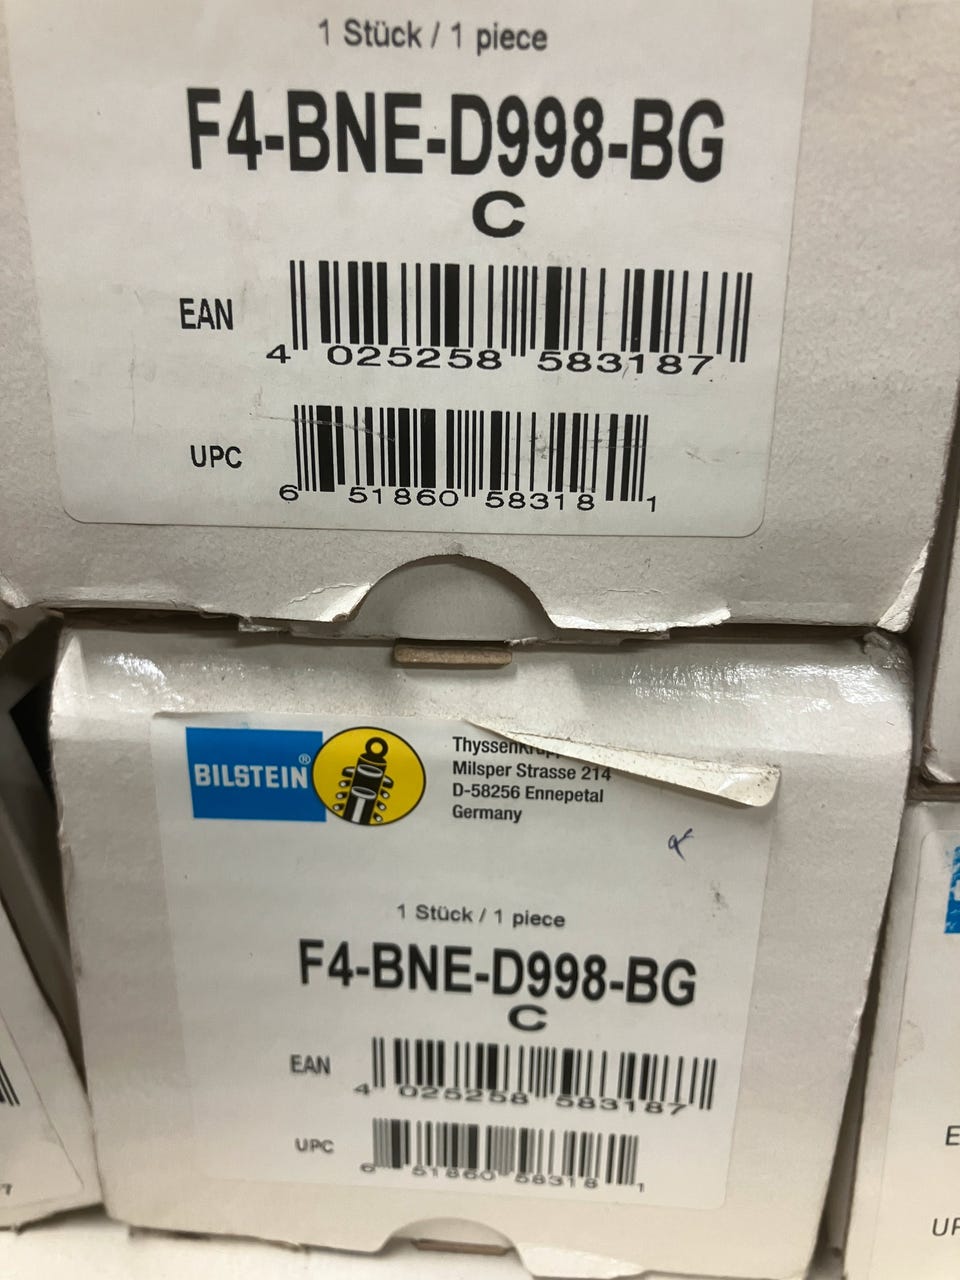 1 Stück / 1 piece
F4-BNE-D998-BG
C
EAN
4 025258 583187
UPC
6 51860 58318 1
BILSTEIN®
Milsper Strasse 214
D-58256 Ennepetal
Germany
1 Stück / 1 piece
F4-BNE-D998-BG
C
EAN
4 025258 583187
UPC
6 51860 58318 1